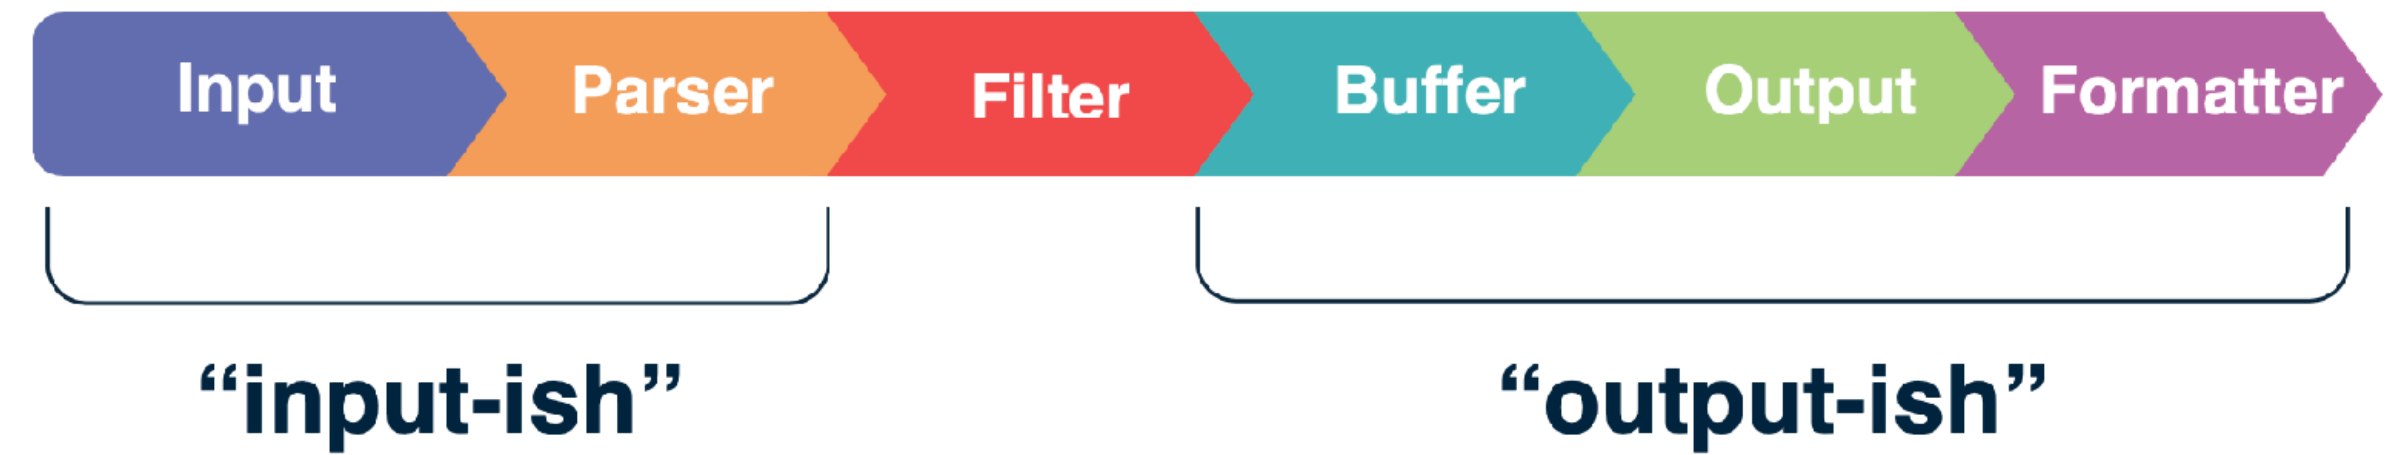 Input Parser Filter Buffer Output Formatter
“input-ish” “output-ish”